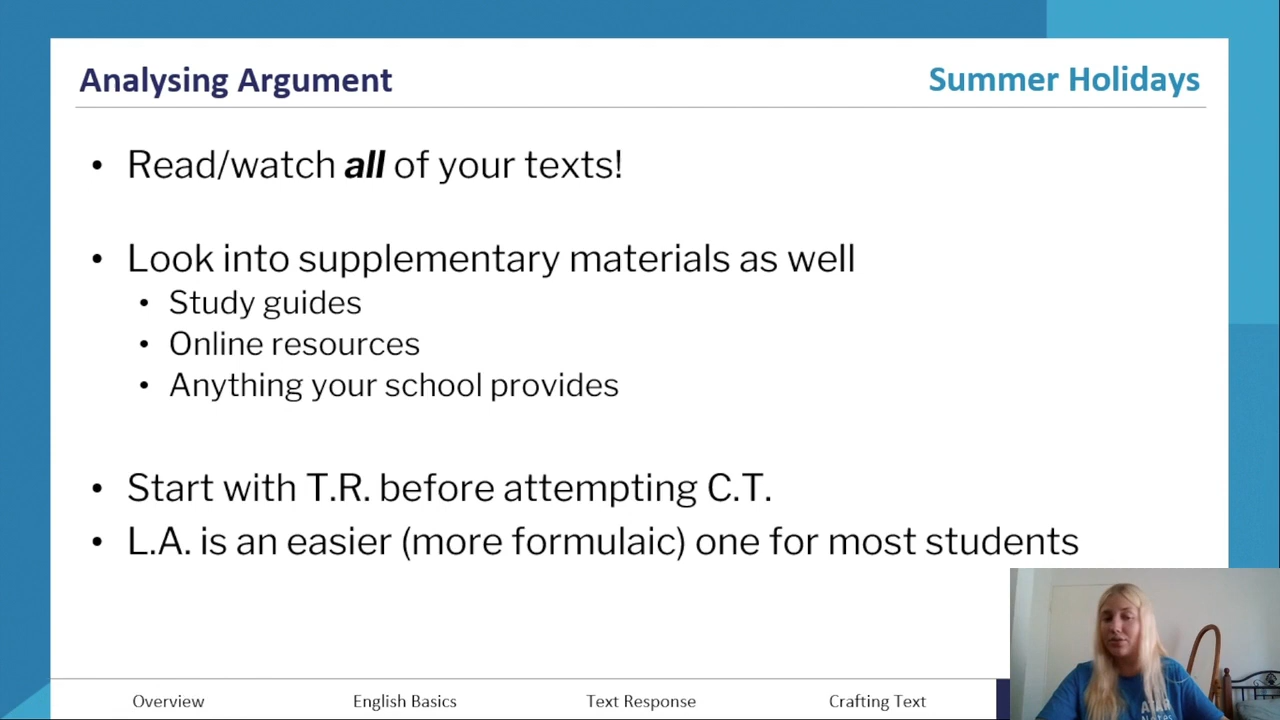 Analysing Argument
Summer Holidays
• Read/watch all of your texts!
• Look into supplementary materials as well
• Study guides
• Online resources
• Anything your school provides
• Start with T.R. before attempting C.T.
• L.A. is an easier (more formulaic) one for most students
Overview
English Basics
Text Response
Crafting Text